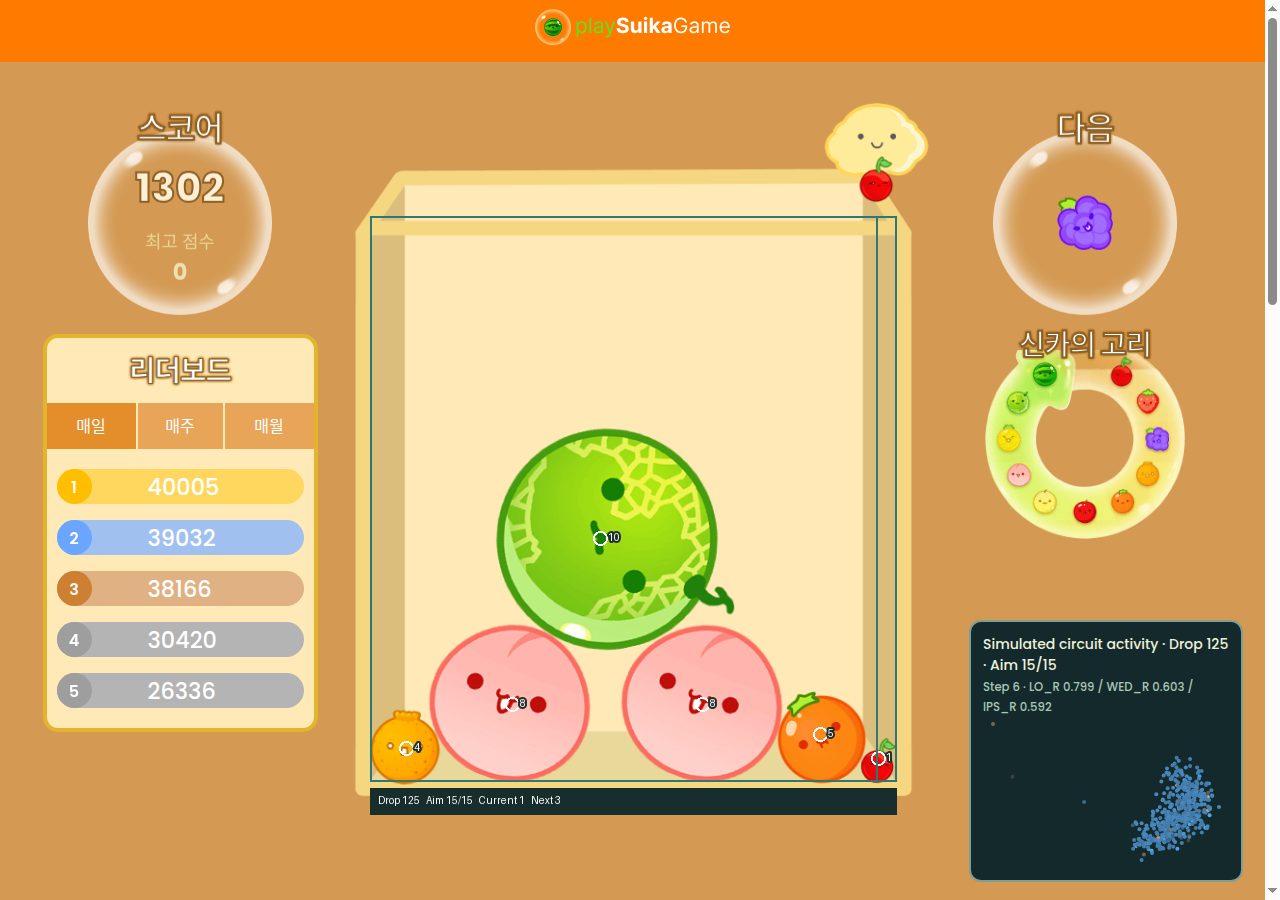 playSuikaGame
스코어
1302
최고 점수
0
리더보드
매일 매주 매월
1 40005
2 39032
3 38166
4 30420
5 26336
10
8
8
4
5
1
Drop 125 Aim 15/15 Current 1 Next 3
다음
신카의 고리
Simulated circuit activity · Drop 125
· Aim 15/15
Step 6 · LO_R 0.799 / WED_R 0.603 /
IPS_R 0.592